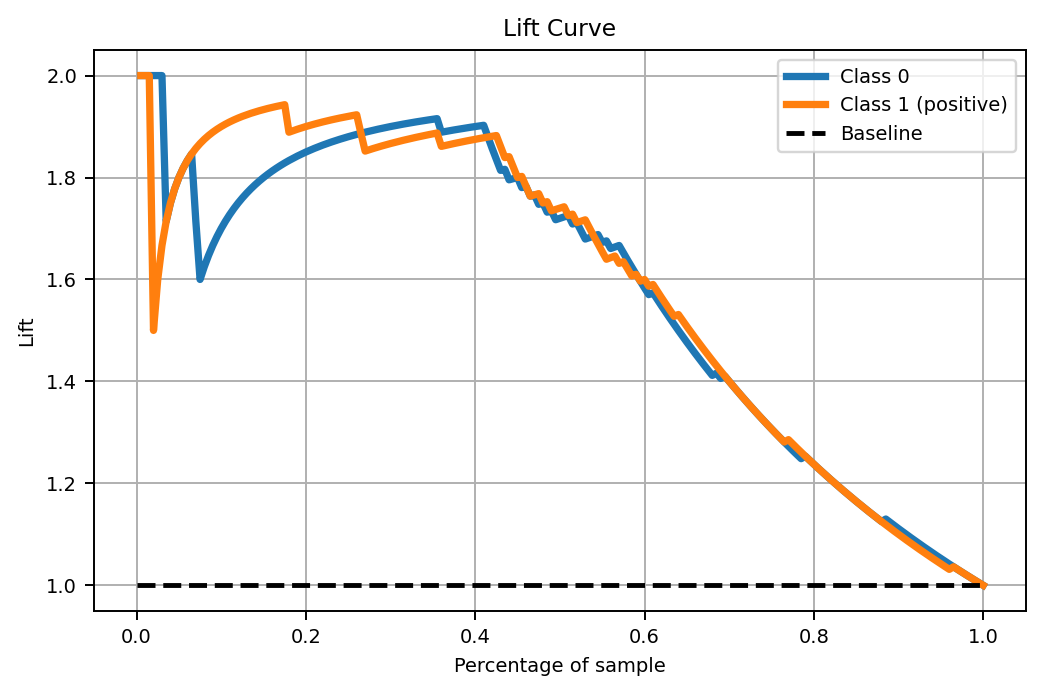 Lift Curve
Lift
2.0
1.8
1.6
1.4
1.2
1.0
Class 0
Class 1 (positive)
Baseline
0.0 0.2 0.4 0.6 0.8 1.0
Percentage of sample